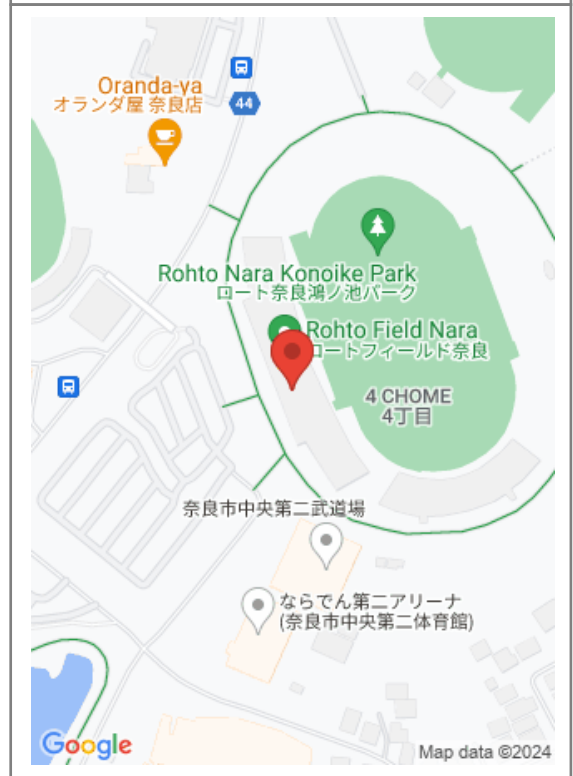 Oranda-ya
オランダ屋 奈良店
44
Rohto Nara Konoike Park
ロート奈良鴻ノ池パーク
Rohto Field Nara
ロートフィールド奈良
4 CHOME
4丁目
奈良市中央第二武道場
ならでん第二アリーナ
(奈良市中央第二体育館)
Google
Map data ©2024